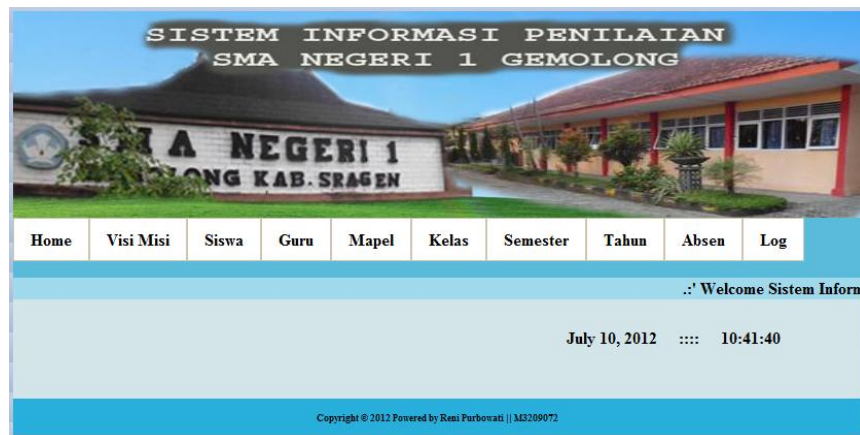 SISTEM INFORMASI PENILAIAN
SMA NEGERI 1 GEMOLONG
NEGERI 1
KAB. SRAGEN
Home Visi Misi Siswa Guru Mapel Kelas Semester Tahun Absen Log
.:' Welcome Sistem Inform
July 10, 2012 :::: 10:41:40
Copyright © 2012 Powered by Reni Purbowati || M3209072